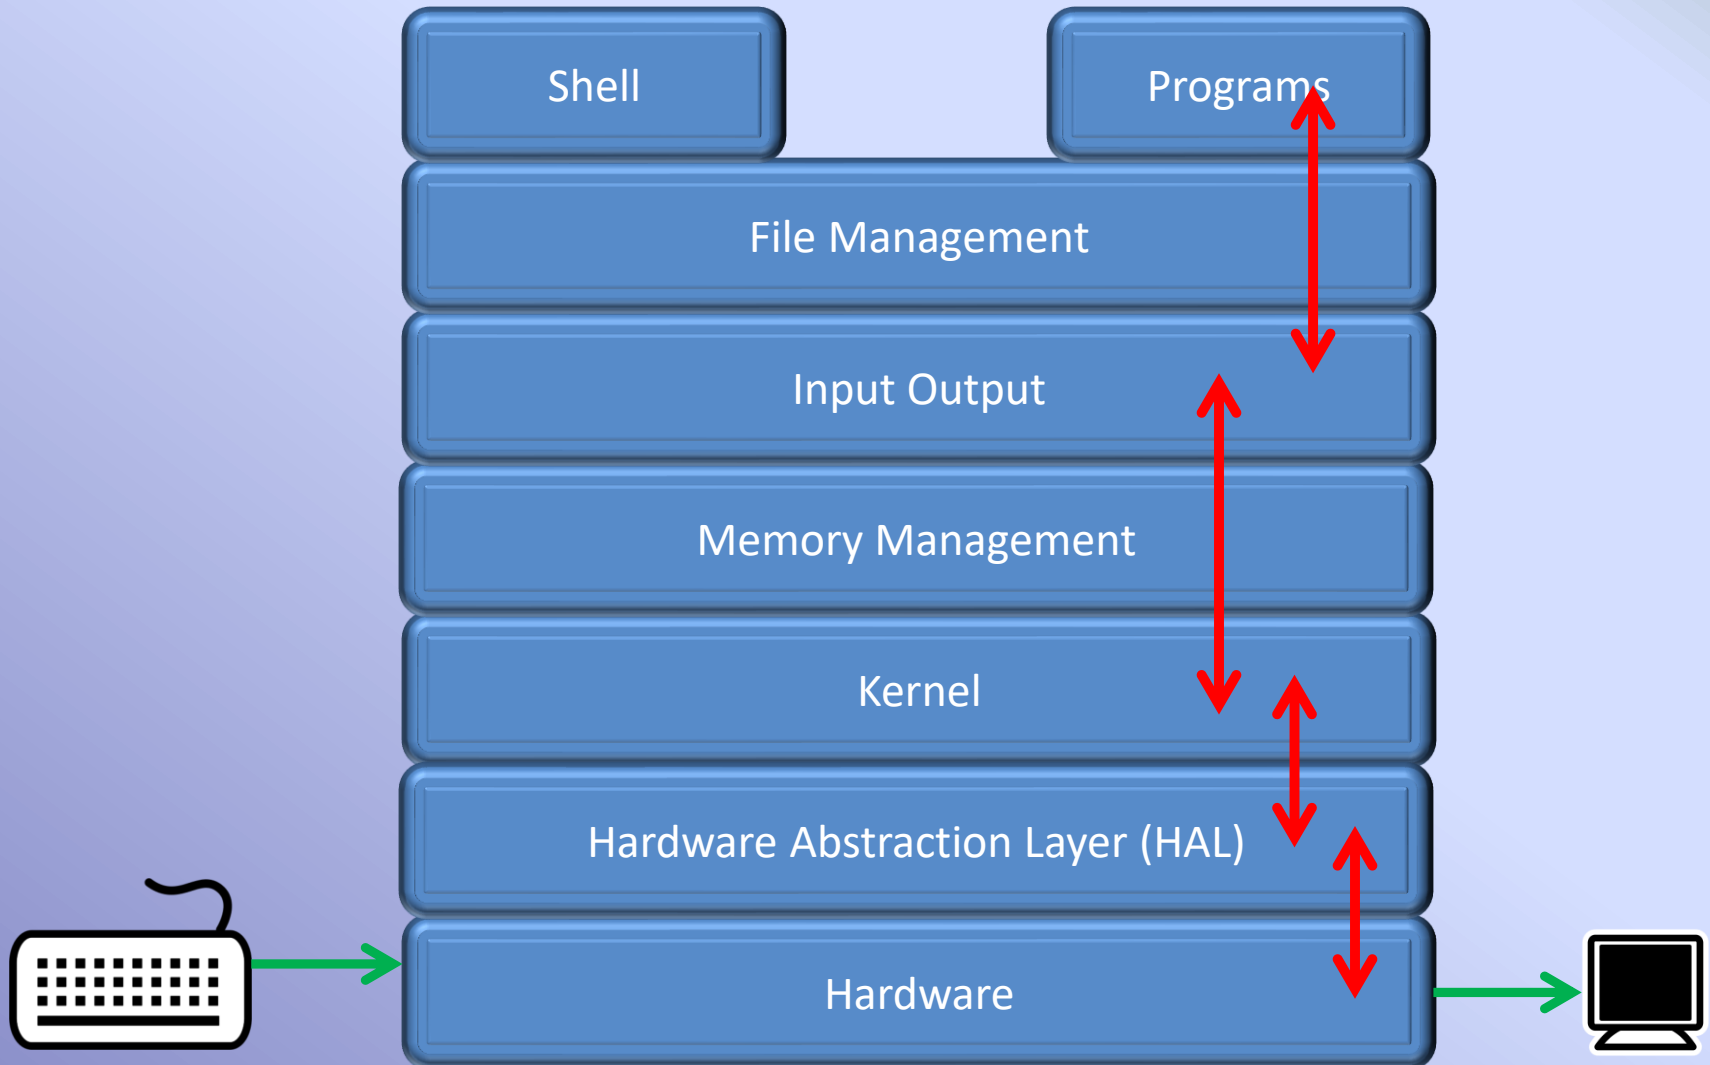 Shell
Programs
File Management
Input Output
Memory Management
Kernel
Hardware Abstraction Layer (HAL)
Hardware